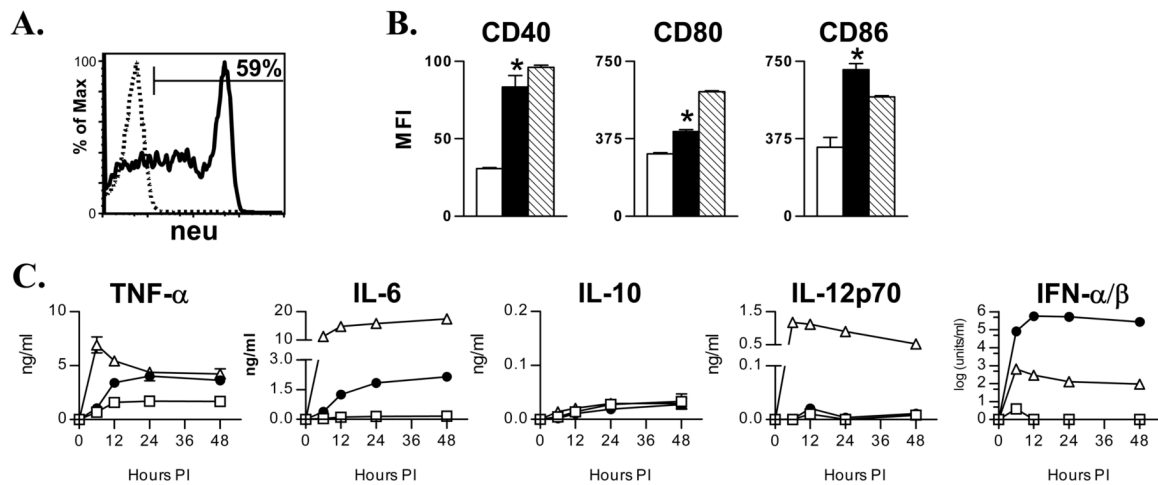 A.
% of Max
100
0
59%
neu
B.
CD40
CD80
CD86
MFI
100
50
0
*
750
375
0
*
750
375
0
*
C.
TNF-α
IL-6
IL-10
IL-12p70
IFN-α/β
ng/ml
10
5
0
0 12 24 36 48
Hours PI
ng/ml
20
10
3.0
1.5
0.0
0 12 24 36 48
Hours PI
ng/ml
0.2
0.1
0.0
0 12 24 36 48
Hours PI
ng/ml
1.5
0.5
0.2
0.1
0.0
0 12 24 36 48
Hours PI
log (units/ml)
6
5
4
3
2
1
0
0 12 24 36 48
Hours PI